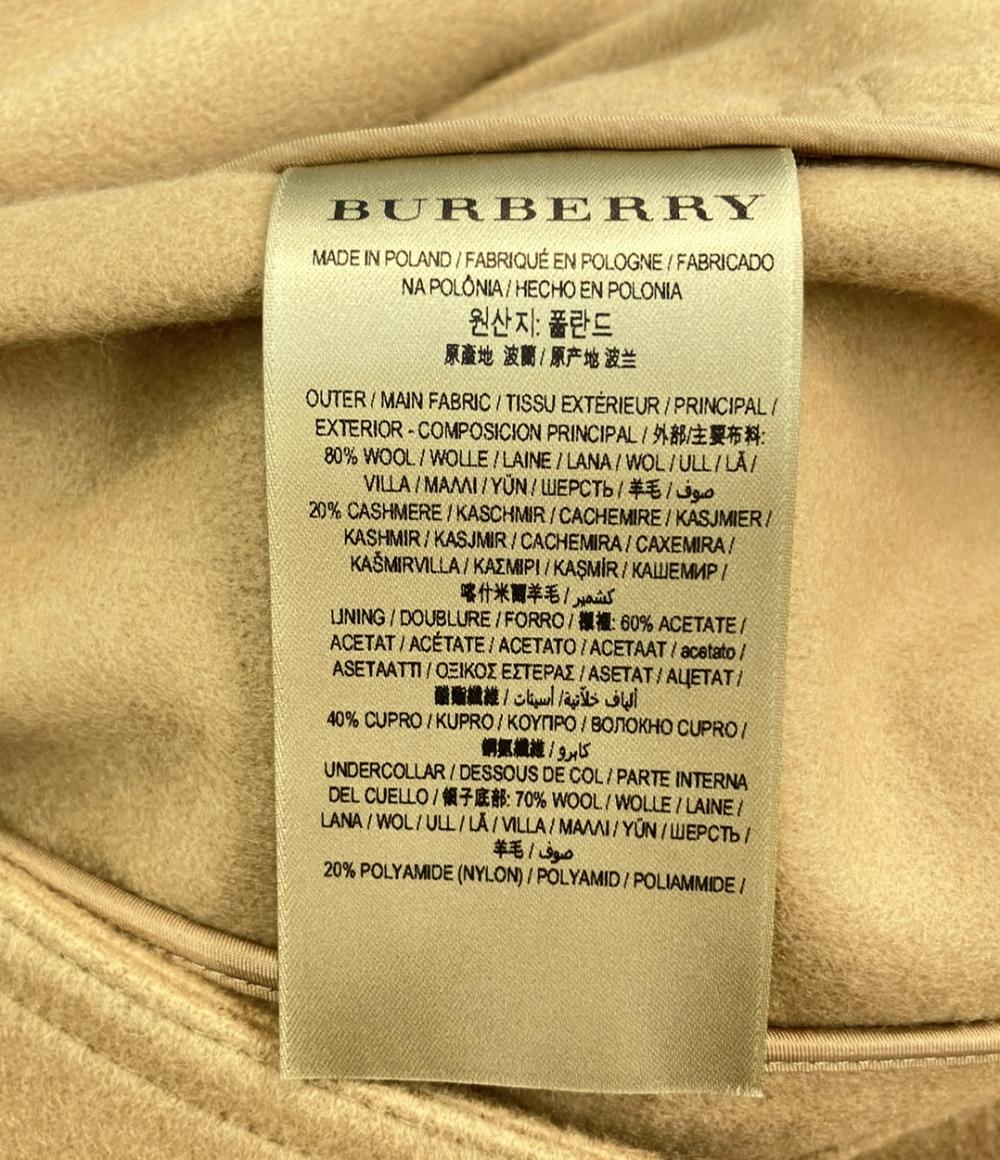 BURBERRY
MADE IN POLAND / FABRIQUÉ EN POLOGNE / FABRICADO
NA POLÔNIA / HECHO EN POLONIA
원산지: 폴란드
原產地 波蘭 / 原产地 波兰
OUTER / MAIN FABRIC / TISSU EXTÉRIEUR / PRINCIPAL /
EXTERIOR - COMPOSICION PRINCIPAL / 外部/主要布料:
80% WOOL / WOLLE / LAINE / LANA / WOL / ULL / LÃ /
VILLA / ΜΑΛΛΙ / YÜN / ШЕРСТЬ / 羊毛 / صوف
20% CASHMERE / KASCHMIR / CACHEMIRE / KASJMIER /
KASHMIR / KASJMIR / CACHEMIRA / CAXEMIRA /
KAŠMIRVILLA / ΚΑΣΜΙΡΙ / KAŞMİR / КАШЕМИР /
喀什米爾羊毛 / كشمير
LINING / DOUBLURE / FORRO / 襯裡: 60% ACETATE /
ACETAT / ACÉTATE / ACETATO / ACETAAT / acetato /
ASETAATTI / ΟΞΙΚΟΣ ΕΣΤΕΡΑΣ / ASETAT / АЦЕТАТ /
醋酯纖維 / ألياف خلاّتية/ أسيتات
40% CUPRO / KUPRO / ΚΟΥΠΡΟ / ВОЛОКНО CUPRO /
銅氨纖維 / كابرو
UNDERCOLLAR / DESSOUS DE COL / PARTE INTERNA
DEL CUELLO / 領子底部: 70% WOOL / WOLLE / LAINE /
LANA / WOL / ULL / LÃ / VILLA / ΜΑΛΛΙ / YÜN / ШЕРСТЬ /
羊毛 / صوف
20% POLYAMIDE (NYLON) / POLYAMID / POLIAMMIDE /